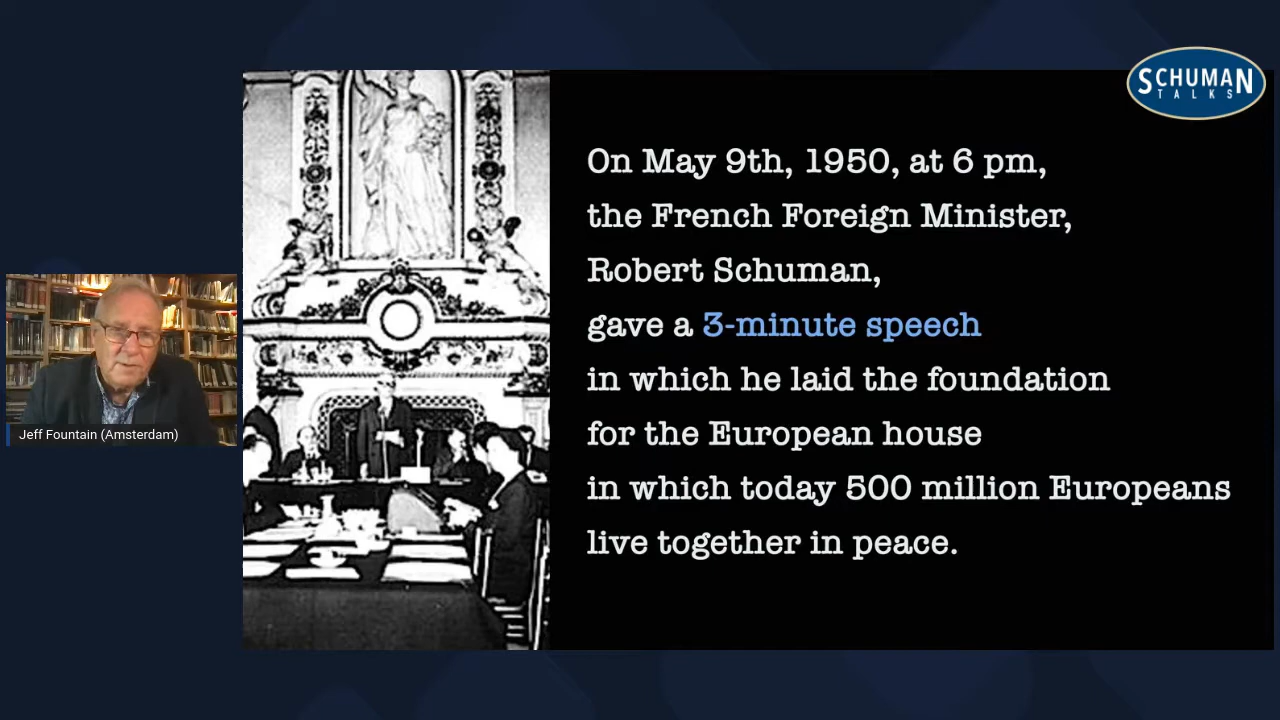 SCHUMAN
TALKS
On May 9th, 1950, at 6 pm,
the French Foreign Minister,
Robert Schuman,
gave a 3-minute speech
in which he laid the foundation
for the European house
in which today 500 million Europeans
live together in peace.
Jeff Fountain (Amsterdam)